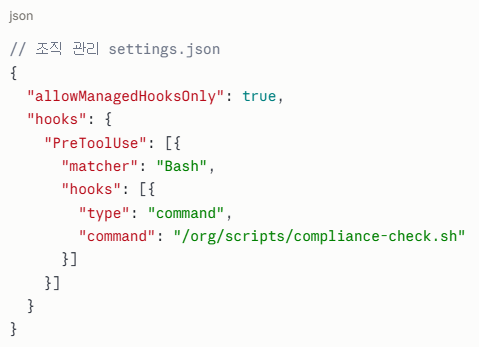 json
// 조직 관리 settings.json
{
  "allowManagedHooksOnly": true,
  "hooks": {
    "PreToolUse": [{
      "matcher": "Bash",
      "hooks": [{
        "type": "command",
        "command": "/org/scripts/compliance-check.sh"
      }]
    }]
  }
}